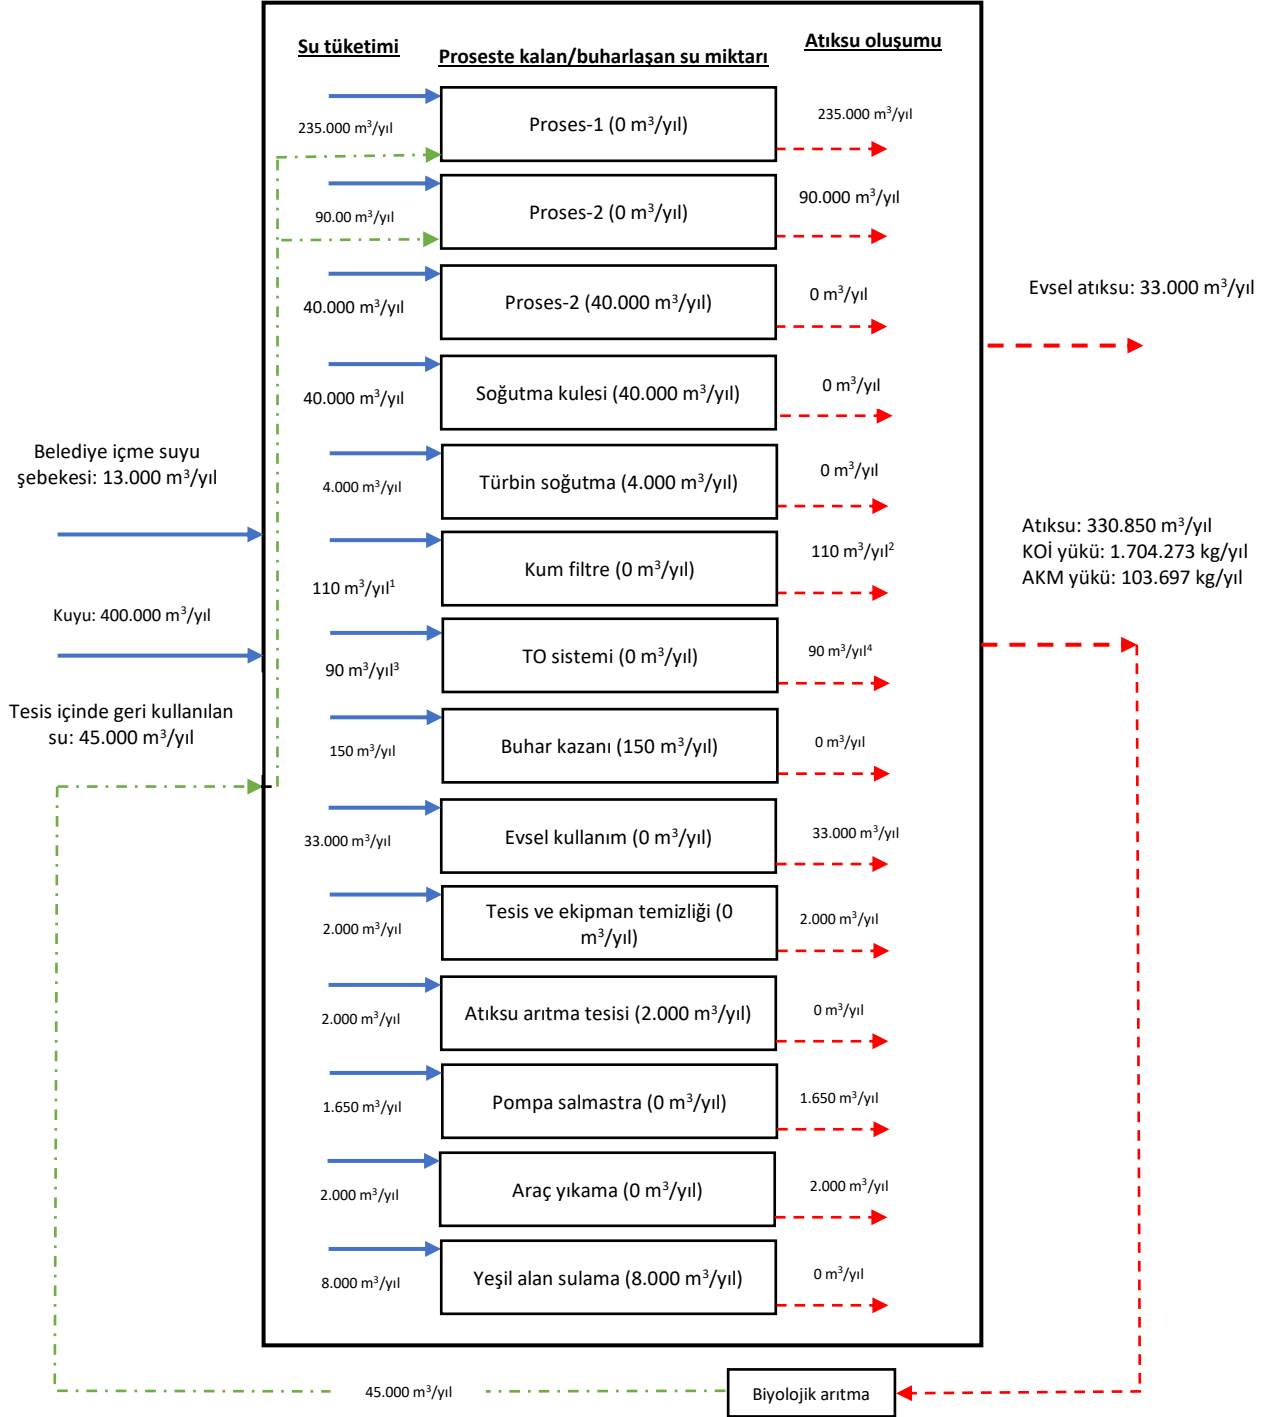 Su tüketimi
Proseste kalan/buharlaşan su miktarı
Atıksu oluşumu
235.000 m³/yıl
Proses-1 (0 m³/yıl)
235.000 m³/yıl
90.00 m³/yıl
Proses-2 (0 m³/yıl)
90.000 m³/yıl
40.000 m³/yıl
Proses-2 (40.000 m³/yıl)
0 m³/yıl
40.000 m³/yıl
Soğutma kulesi (40.000 m³/yıl)
0 m³/yıl
4.000 m³/yıl
Türbin soğutma (4.000 m³/yıl)
0 m³/yıl
110 m³/yıl¹
Kum filtre (0 m³/yıl)
110 m³/yıl²
90 m³/yıl³
TO sistemi (0 m³/yıl)
90 m³/yıl⁴
150 m³/yıl
Buhar kazanı (150 m³/yıl)
0 m³/yıl
33.000 m³/yıl
Evsel kullanım (0 m³/yıl)
33.000 m³/yıl
2.000 m³/yıl
Tesis ve ekipman temizliği (0
m³/yıl)
2.000 m³/yıl
2.000 m³/yıl
Atıksu arıtma tesisi (2.000 m³/yıl)
0 m³/yıl
1.650 m³/yıl
Pompa salmastra (0 m³/yıl)
1.650 m³/yıl
2.000 m³/yıl
Araç yıkama (0 m³/yıl)
2.000 m³/yıl
8.000 m³/yıl
Yeşil alan sulama (8.000 m³/yıl)
0 m³/yıl
Belediye içme suyu
şebekesi: 13.000 m³/yıl
Kuyu: 400.000 m³/yıl
Tesis içinde geri kullanılan
su: 45.000 m³/yıl
Evsel atıksu: 33.000 m³/yıl
Atıksu: 330.850 m³/yıl
KOİ yükü: 1.704.273 kg/yıl
AKM yükü: 103.697 kg/yıl
45.000 m³/yıl
Biyolojik arıtma